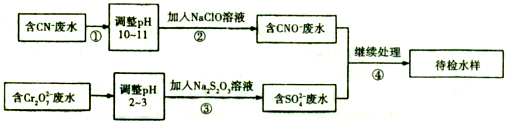 含CN⁻废水
①
调整pH
10~11
加入NaClO溶液
②
含CNO⁻废水
继续处理
④
待检水样
含Cr₂O₇²⁻废水
调整pH
2~3
加入Na₂S₂O₃溶液
③
含SO₄²⁻废水